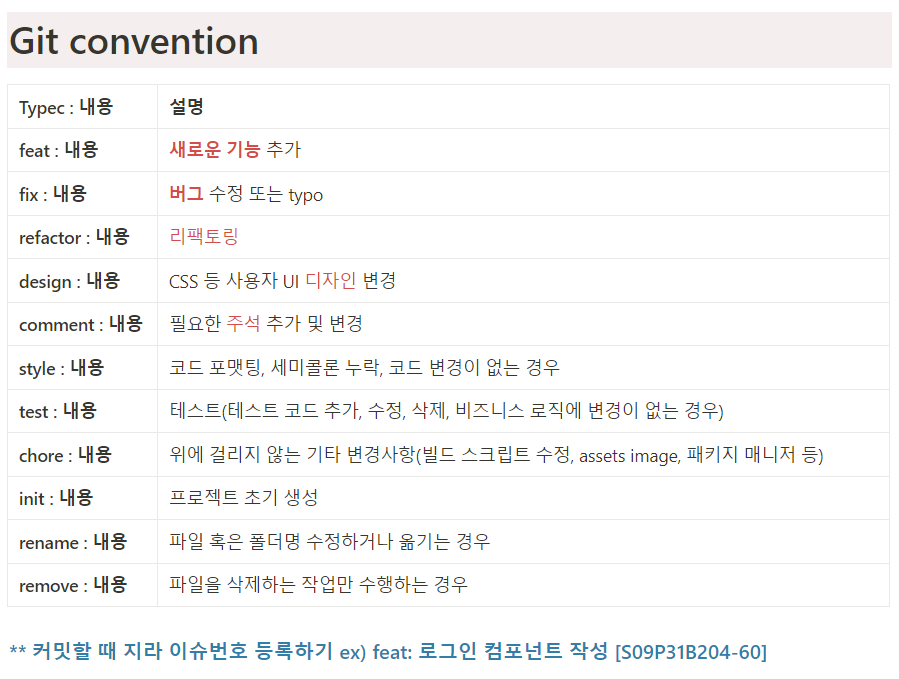 Git convention
Typec : 내용 설명
feat : 내용 새로운 기능 추가
fix : 내용 버그 수정 또는 typo
refactor : 내용 리팩토링
design : 내용 CSS 등 사용자 UI 디자인 변경
comment : 내용 필요한 주석 추가 및 변경
style : 내용 코드 포맷팅, 세미콜론 누락, 코드 변경이 없는 경우
test : 내용 테스트(테스트 코드 추가, 수정, 삭제, 비즈니스 로직에 변경이 없는 경우)
chore : 내용 위에 걸리지 않는 기타 변경사항(빌드 스크립트 수정, assets image, 패키지 매니저 등)
init : 내용 프로젝트 초기 생성
rename : 내용 파일 혹은 폴더명 수정하거나 옮기는 경우
remove : 내용 파일을 삭제하는 작업만 수행하는 경우
** 커밋할 때 지라 이슈번호 등록하기 ex) feat: 로그인 컴포넌트 작성 [S09P31B204-60]